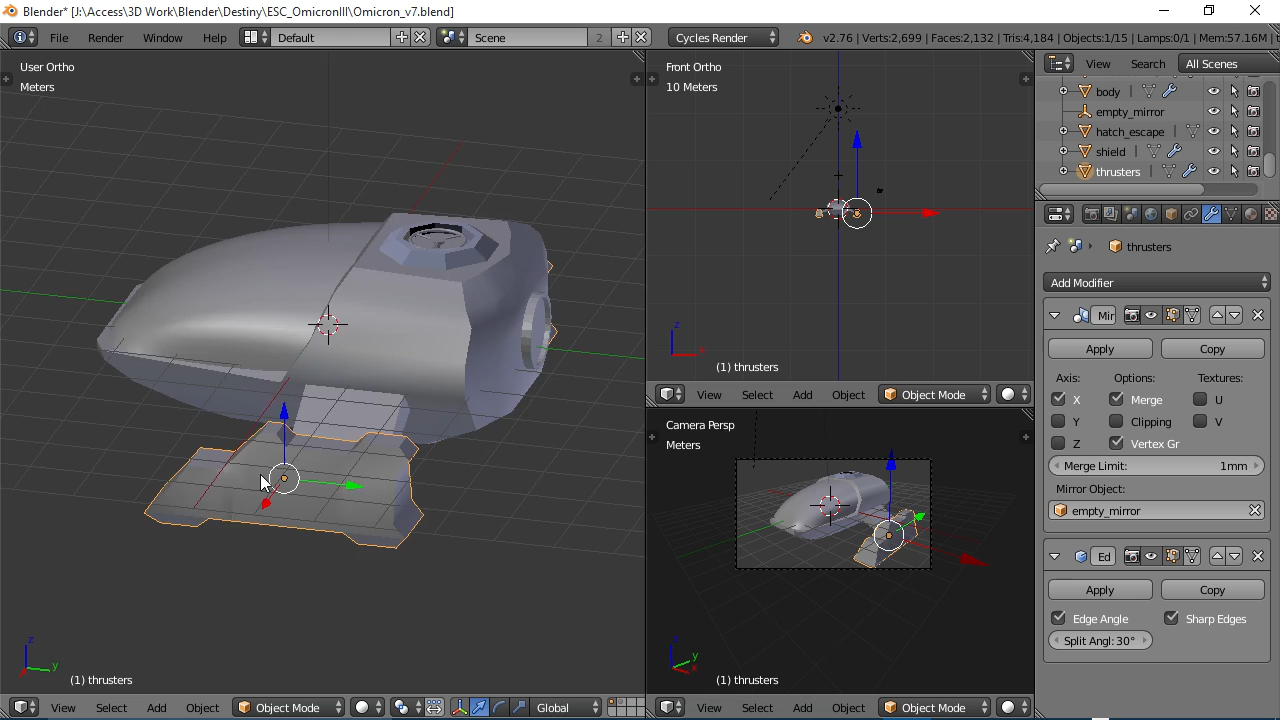 Blender* [J:\Access\3D Work\Blender\Destiny\ESC_OmicronIII\Omicron_v7.blend]
File Render Window Help Default Scene 2 Cycles Render v2.76 | Verts:2,699 | Faces:2,132 | Tris:4,184 | Objects:1/15 | Lamps:0/1 | Mem:57.16M | t
User Ortho
Meters
(1) thrusters
z
y
x
View Select Add Object Object Mode Global
Front Ortho
10 Meters
z
x
(1) thrusters
View Select Add Object Object Mode
Camera Persp
Meters
z
y
x
(1) thrusters
View Select Add Object Object Mode
View Search All Scenes
body
empty_mirror
hatch_escape
shield
thrusters
thrusters
Add Modifier
Mir
Apply Copy
Axis: Options: Textures:
X Merge U
Y Clipping V
Z Vertex Gr
Merge Limit: 1mm
Mirror Object:
empty_mirror
Ed
Apply Copy
Edge Angle Sharp Edges
Split Angl: 30°